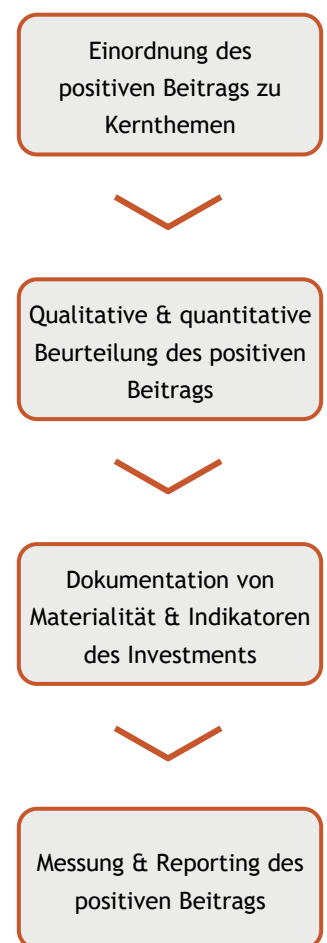 Einordnung des
positiven Beitrags zu
Kernthemen
Qualitative & quantitative
Beurteilung des positiven
Beitrags
Dokumentation von
Materialität & Indikatoren
des Investments
Messung & Reporting des
positiven Beitrags